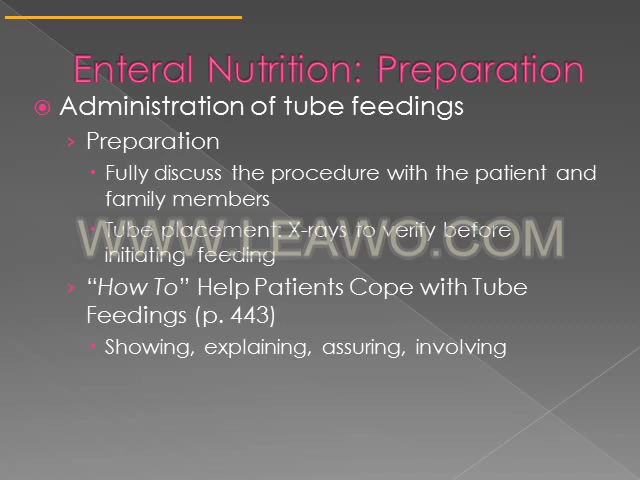 Enteral Nutrition: Preparation
Administration of tube feedings
Preparation
Fully discuss the procedure with the patient and
family members
Tube placement: X-rays to verify before
WWW.LEAWO.COM
initiating feeding
“How To” Help Patients Cope with Tube
Feedings (p. 443)
Showing, explaining, assuring, involving